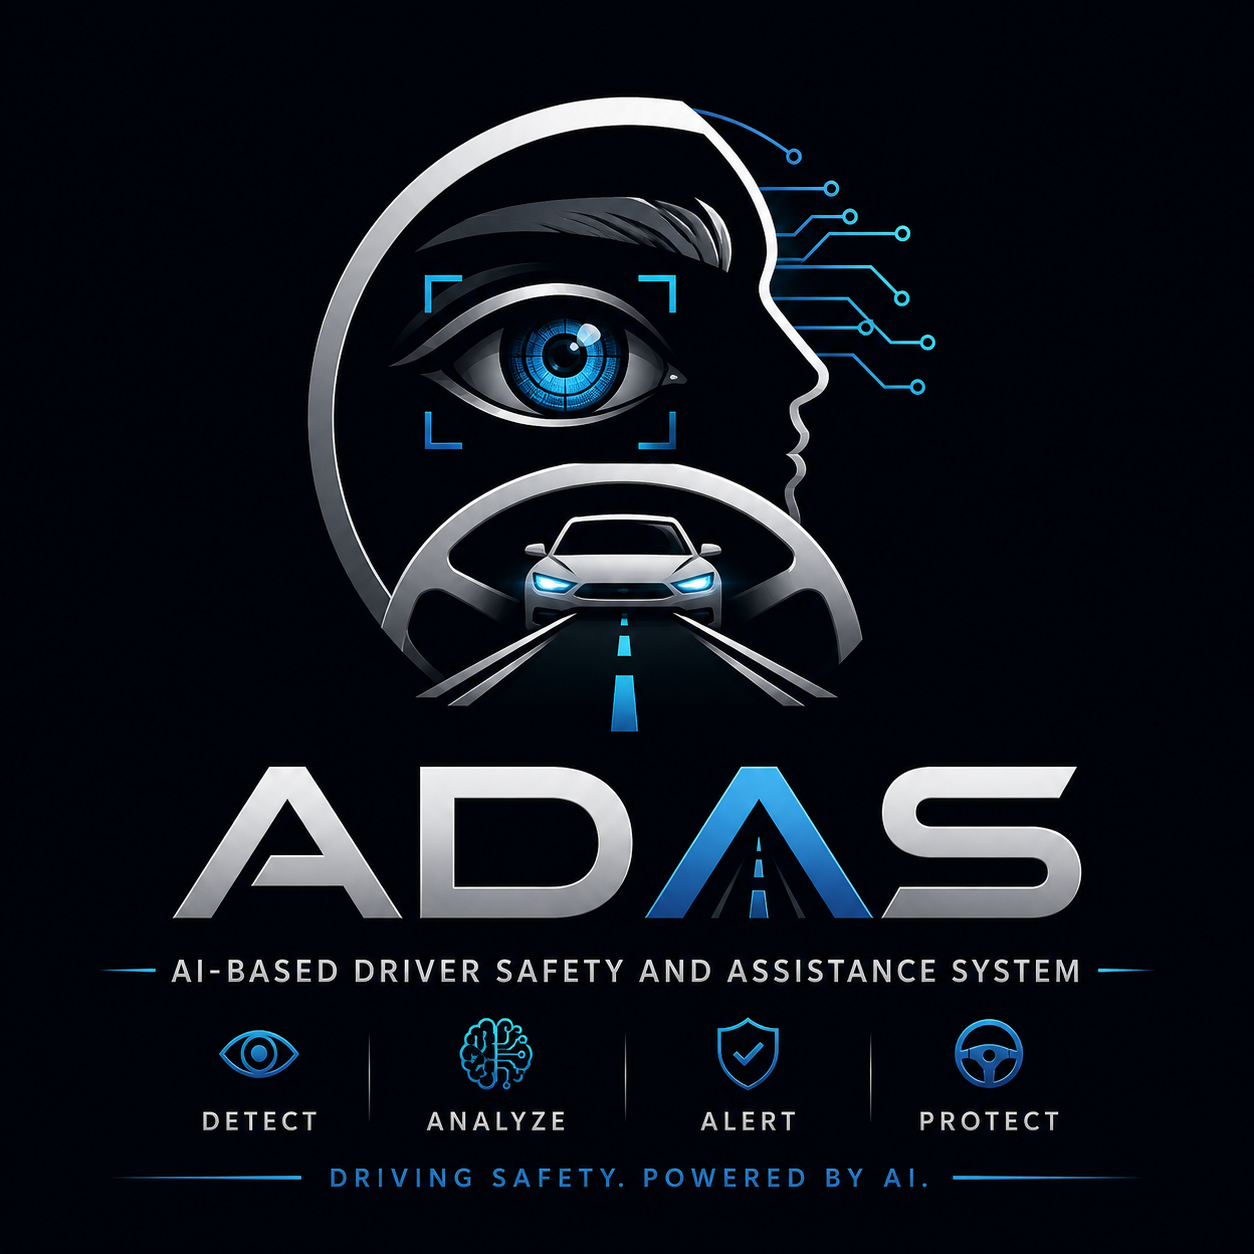 ADAS
AI-BASED DRIVER SAFETY AND ASSISTANCE SYSTEM
DETECT ANALYZE ALERT PROTECT
DRIVING SAFETY. POWERED BY AI.